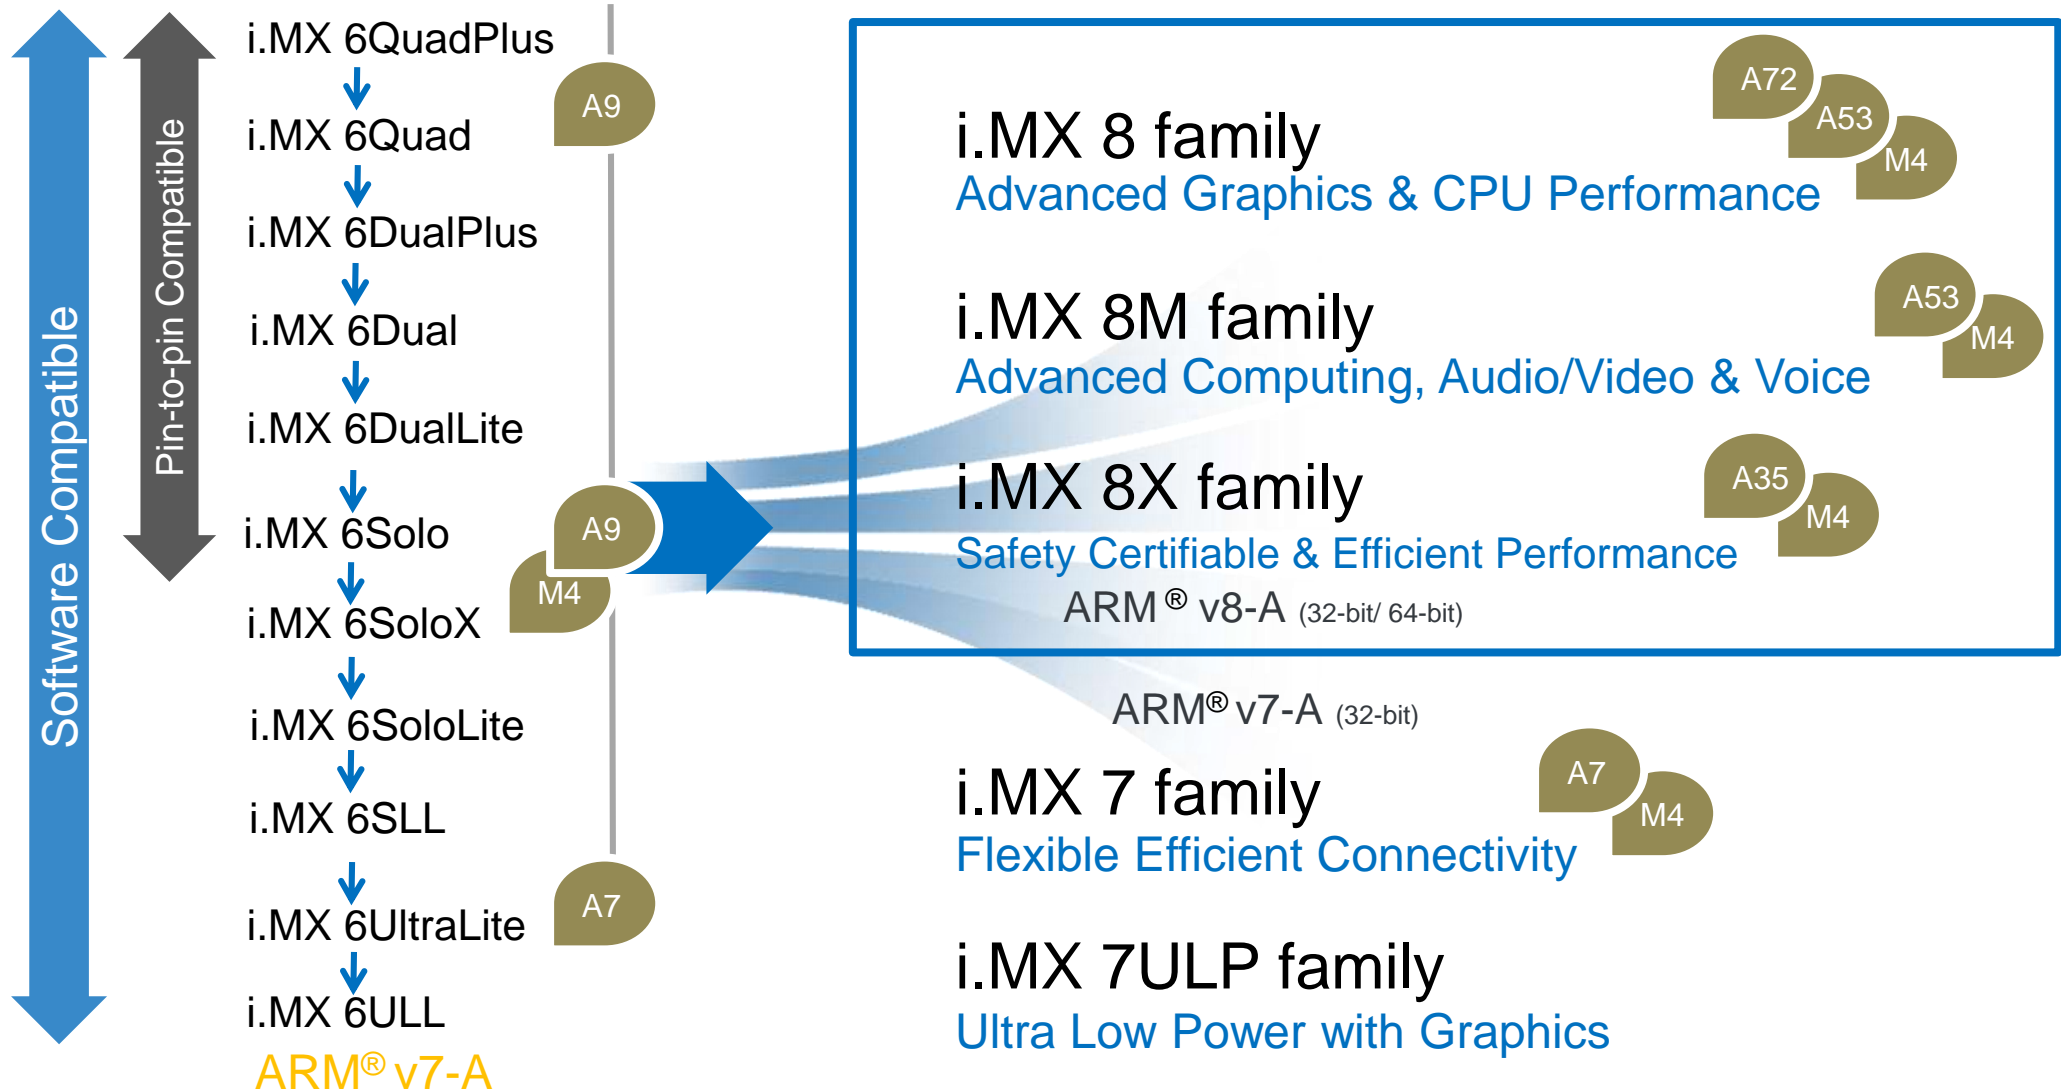 Software Compatible
Pin-to-pin Compatible
i.MX 6QuadPlus
i.MX 6Quad
i.MX 6DualPlus
i.MX 6Dual
i.MX 6DualLite
i.MX 6Solo
i.MX 6SoloX
i.MX 6SoloLite
i.MX 6SLL
i.MX 6UltraLite
i.MX 6ULL
ARM® v7-A
A9
A9
M4
A7
i.MX 8 family
Advanced Graphics & CPU Performance
A72
A53
M4
i.MX 8M family
Advanced Computing, Audio/Video & Voice
A53
M4
i.MX 8X family
Safety Certifiable & Efficient Performance
A35
M4
ARM ® v8-A (32-bit/ 64-bit)
ARM® v7-A (32-bit)
i.MX 7 family
Flexible Efficient Connectivity
A7
M4
i.MX 7ULP family
Ultra Low Power with Graphics